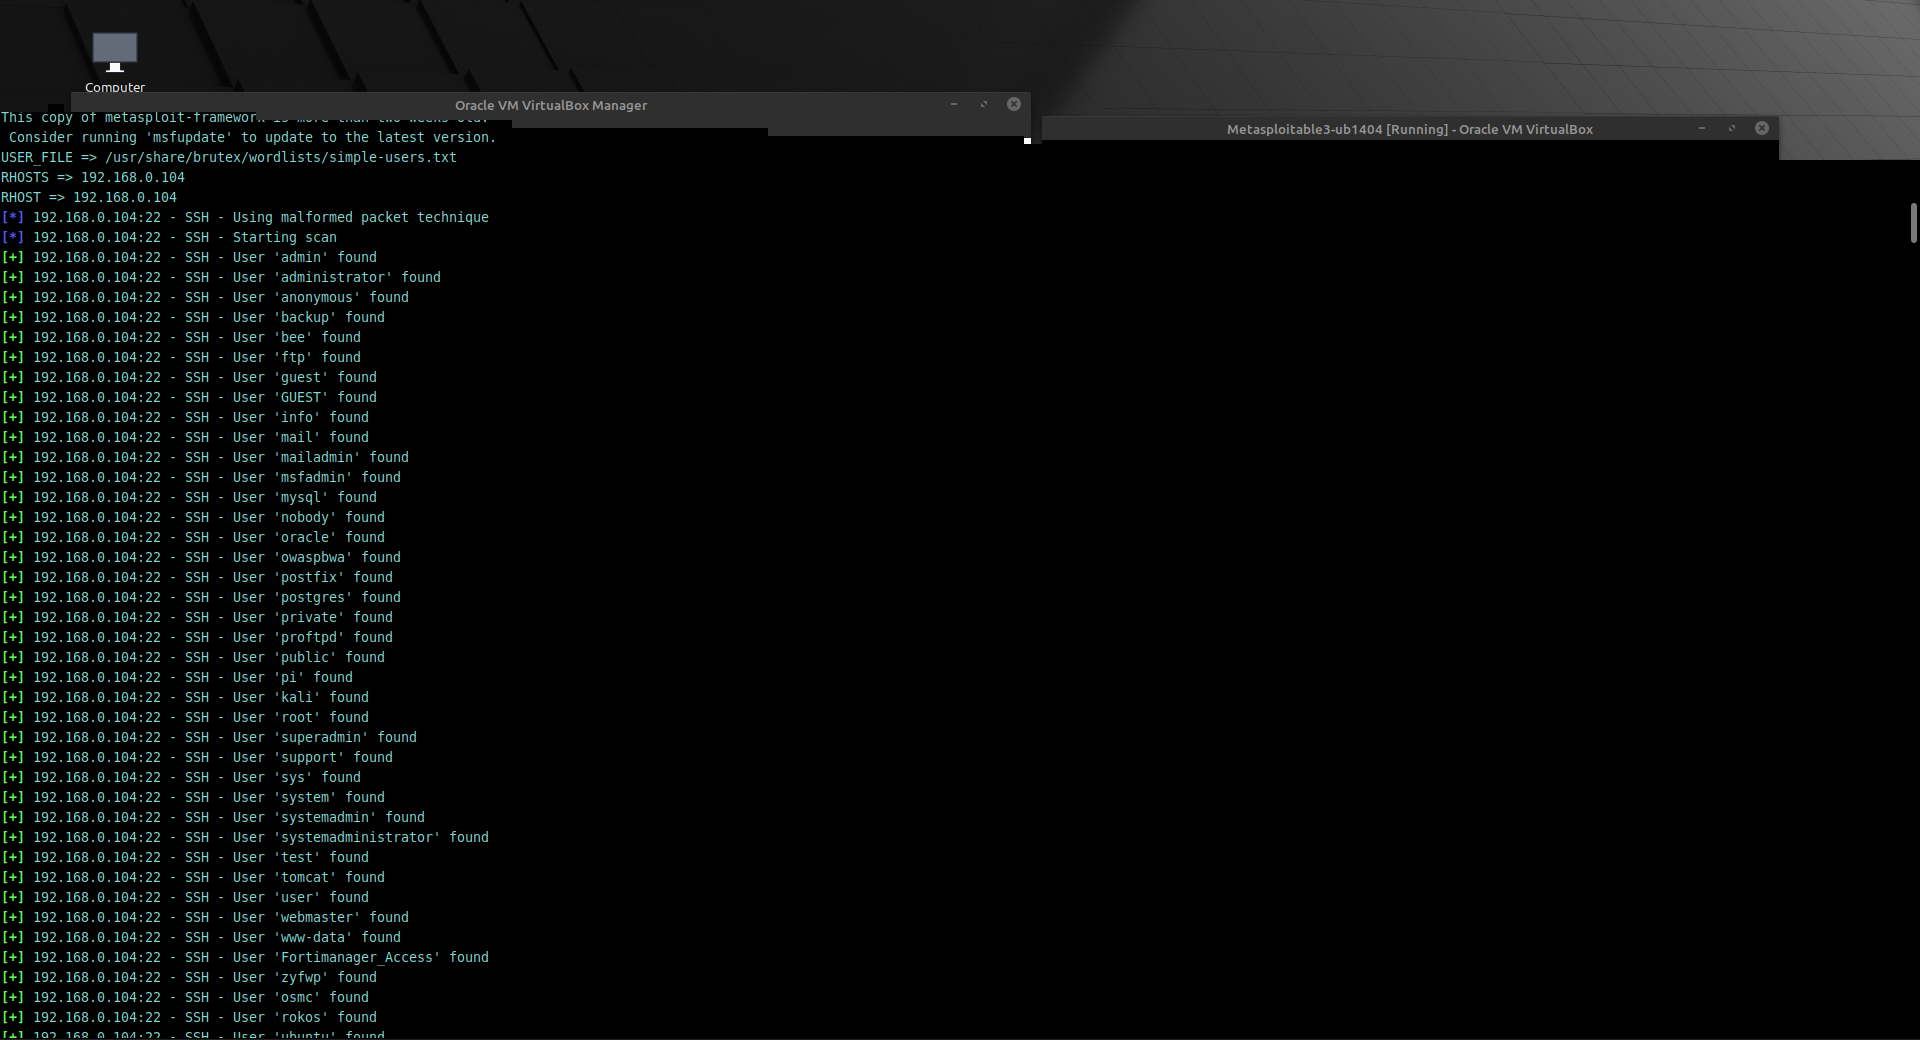 Computer
Oracle VM VirtualBox Manager
Metasploitable3-ub1404 [Running] - Oracle VM VirtualBox
This copy of metasploit-framework is more than two weeks old.
 Consider running 'msfupdate' to update to the latest version.
USER_FILE => /usr/share/brutex/wordlists/simple-users.txt
RHOSTS => 192.168.0.104
RHOST => 192.168.0.104
[*] 192.168.0.104:22 - SSH - Using malformed packet technique
[*] 192.168.0.104:22 - SSH - Starting scan
[+] 192.168.0.104:22 - SSH - User 'admin' found
[+] 192.168.0.104:22 - SSH - User 'administrator' found
[+] 192.168.0.104:22 - SSH - User 'anonymous' found
[+] 192.168.0.104:22 - SSH - User 'backup' found
[+] 192.168.0.104:22 - SSH - User 'bee' found
[+] 192.168.0.104:22 - SSH - User 'ftp' found
[+] 192.168.0.104:22 - SSH - User 'guest' found
[+] 192.168.0.104:22 - SSH - User 'GUEST' found
[+] 192.168.0.104:22 - SSH - User 'info' found
[+] 192.168.0.104:22 - SSH - User 'mail' found
[+] 192.168.0.104:22 - SSH - User 'mailadmin' found
[+] 192.168.0.104:22 - SSH - User 'msfadmin' found
[+] 192.168.0.104:22 - SSH - User 'mysql' found
[+] 192.168.0.104:22 - SSH - User 'nobody' found
[+] 192.168.0.104:22 - SSH - User 'oracle' found
[+] 192.168.0.104:22 - SSH - User 'owaspbwa' found
[+] 192.168.0.104:22 - SSH - User 'postfix' found
[+] 192.168.0.104:22 - SSH - User 'postgres' found
[+] 192.168.0.104:22 - SSH - User 'private' found
[+] 192.168.0.104:22 - SSH - User 'proftpd' found
[+] 192.168.0.104:22 - SSH - User 'public' found
[+] 192.168.0.104:22 - SSH - User 'pi' found
[+] 192.168.0.104:22 - SSH - User 'kali' found
[+] 192.168.0.104:22 - SSH - User 'root' found
[+] 192.168.0.104:22 - SSH - User 'superadmin' found
[+] 192.168.0.104:22 - SSH - User 'support' found
[+] 192.168.0.104:22 - SSH - User 'sys' found
[+] 192.168.0.104:22 - SSH - User 'system' found
[+] 192.168.0.104:22 - SSH - User 'systemadmin' found
[+] 192.168.0.104:22 - SSH - User 'systemadministrator' found
[+] 192.168.0.104:22 - SSH - User 'test' found
[+] 192.168.0.104:22 - SSH - User 'tomcat' found
[+] 192.168.0.104:22 - SSH - User 'user' found
[+] 192.168.0.104:22 - SSH - User 'webmaster' found
[+] 192.168.0.104:22 - SSH - User 'www-data' found
[+] 192.168.0.104:22 - SSH - User 'Fortimanager_Access' found
[+] 192.168.0.104:22 - SSH - User 'zyfwp' found
[+] 192.168.0.104:22 - SSH - User 'osmc' found
[+] 192.168.0.104:22 - SSH - User 'rokos' found
[+] 192.168.0.104:22 - SSH - User 'ubuntu' found